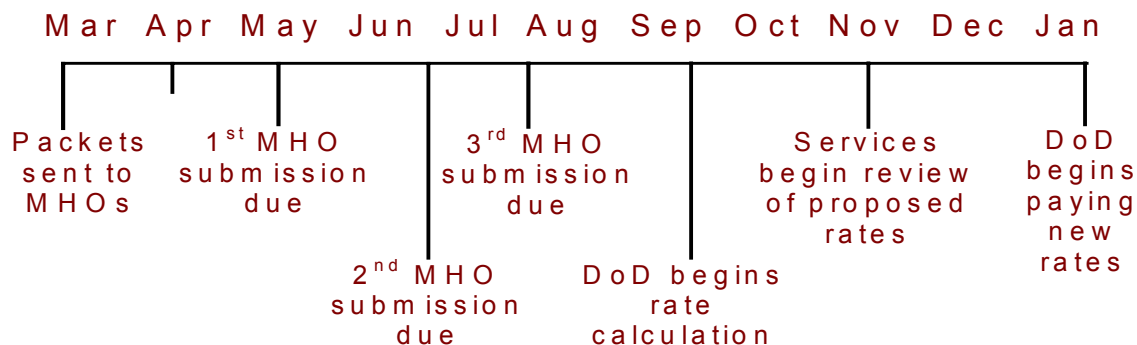 Mar Apr May Jun Jul Aug Sep Oct Nov Dec Jan
Packets
sent to
MHOs
1st MHO
submission
due
2nd MHO
submission
due
3rd MHO
submission
due
DoD begins
rate
calculation
Services
begin review
of proposed
rates
DoD
begins
paying
new
rates